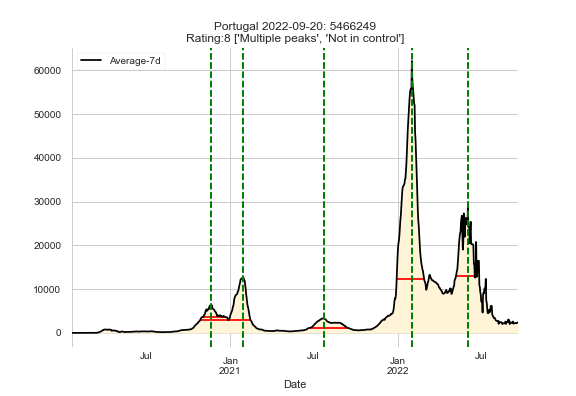 Portugal 2022-09-20: 5466249
Rating:8 ['Multiple peaks', 'Not in control']
Average-7d
60000
50000
40000
30000
20000
10000
0
Jul
Jan
2021
Jul
Jan
2022
Jul
Date